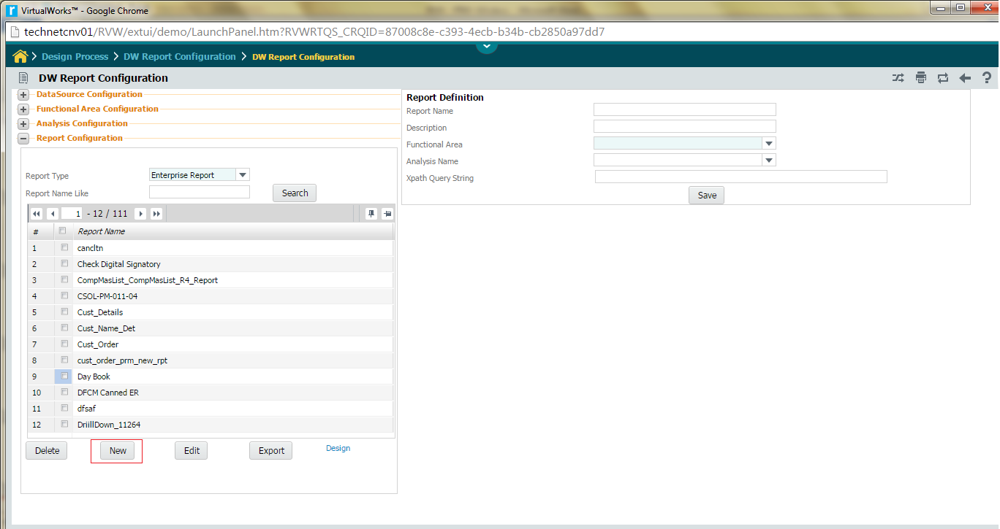 VirtualWorks™ - Google Chrome
technetcnv01/RVW/extui/demo/LaunchPanel.htm?RVWRTQS_CRQID=87008c8e-c393-4ecb-b34b-cb2850a97dd7
Design Process > DW Report Configuration > DW Report Configuration
DW Report Configuration
DataSource Configuration
Functional Area Configuration
Analysis Configuration
Report Configuration
Report Type Enterprise Report
Report Name Like
Search
1 - 12 / 111
# Report Name
1 cancltn
2 Check Digital Signatory
3 CompMasList_CompMasList_R4_Report
4 CSOL-PM-011-04
5 Cust_Details
6 Cust_Name_Det
7 Cust_Order
8 cust_order_prm_new_rpt
9 Day Book
10 DFCM Canned ER
11 dfsaf
12 DriillDown_11264
Delete New Edit Export Design
Report Definition
Report Name
Description
Functional Area
Analysis Name
Xpath Query String
Save